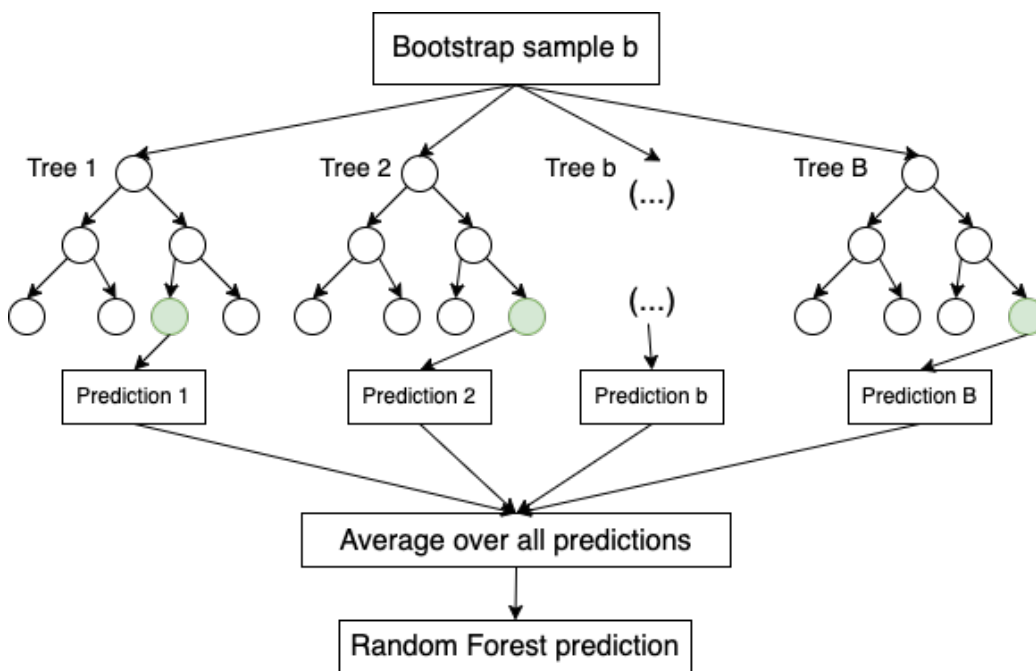 Bootstrap sample b
Tree 1
Tree 2
Tree b
Tree B
(...)
(...)
Prediction 1
Prediction 2
Prediction b
Prediction B
Average over all predictions
Random Forest prediction